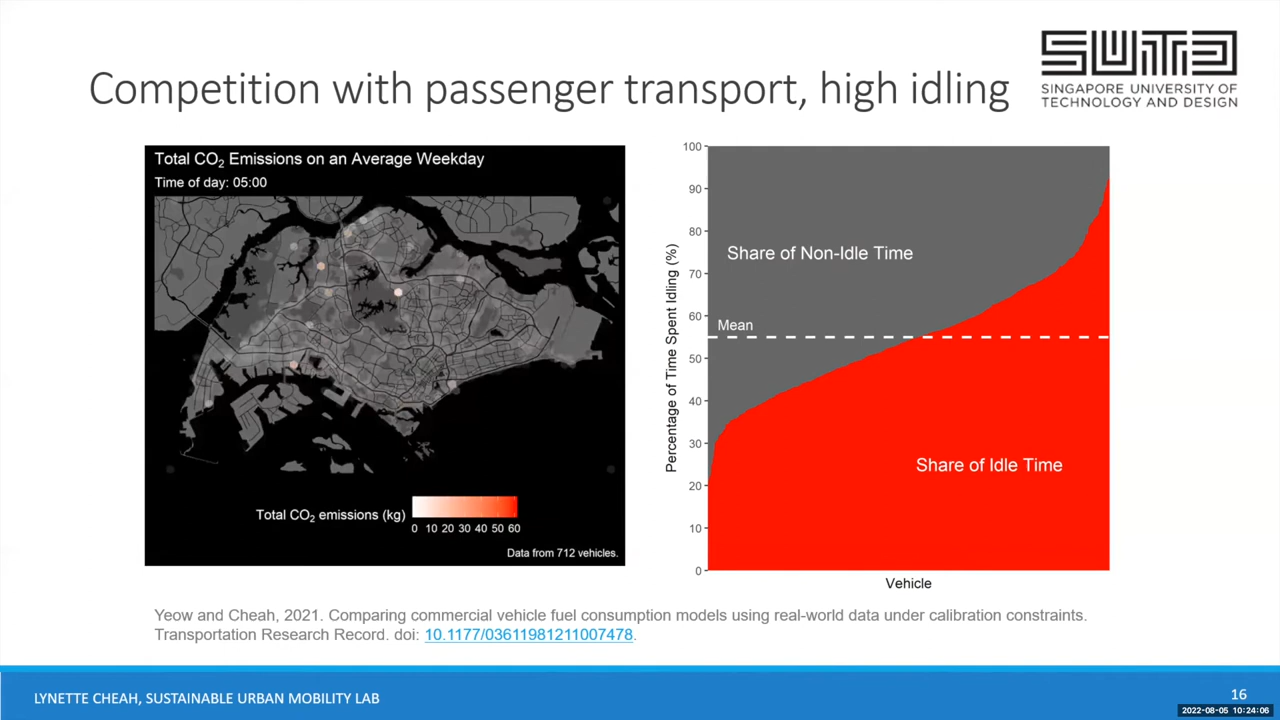 Competition with passenger transport, high idling
SUTD
SINGAPORE UNIVERSITY OF
TECHNOLOGY AND DESIGN
Total CO₂ Emissions on an Average Weekday
Time of day: 05:00
Total CO₂ emissions (kg)
0 10 20 30 40 50 60
Data from 712 vehicles.
Percentage of Time Spent Idling (%)
100
90
80
70
60
50
40
30
20
10
0
Share of Non-Idle Time
Mean
Share of Idle Time
Vehicle
Yeow and Cheah, 2021. Comparing commercial vehicle fuel consumption models using real-world data under calibration constraints.
Transportation Research Record. doi: 10.1177/03611981211007478.
LYNETTE CHEAH, SUSTAINABLE URBAN MOBILITY LAB
16
2022-08-05 10:24:06